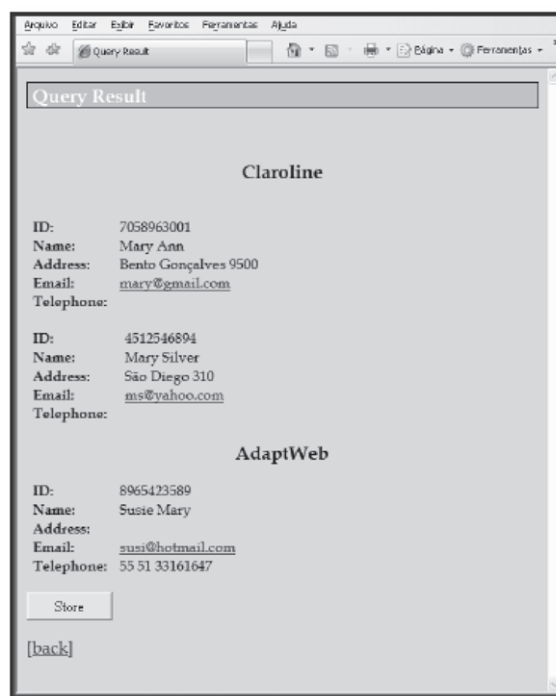 Arquivo Editar Exibir Favoritos Ferramentas Ajuda
Query Result Página Ferramentas
Query Result
Claroline
ID: 7058963001
Name: Mary Ann
Address: Bento Gonçalves 9500
Email: mary@gmail.com
Telephone:
ID: 4512546894
Name: Mary Silver
Address: São Diego 310
Email: ms@yahoo.com
Telephone:
AdaptWeb
ID: 8965423589
Name: Susie Mary
Address:
Email: susi@hotmail.com
Telephone: 55 51 33161647
Store
[back]